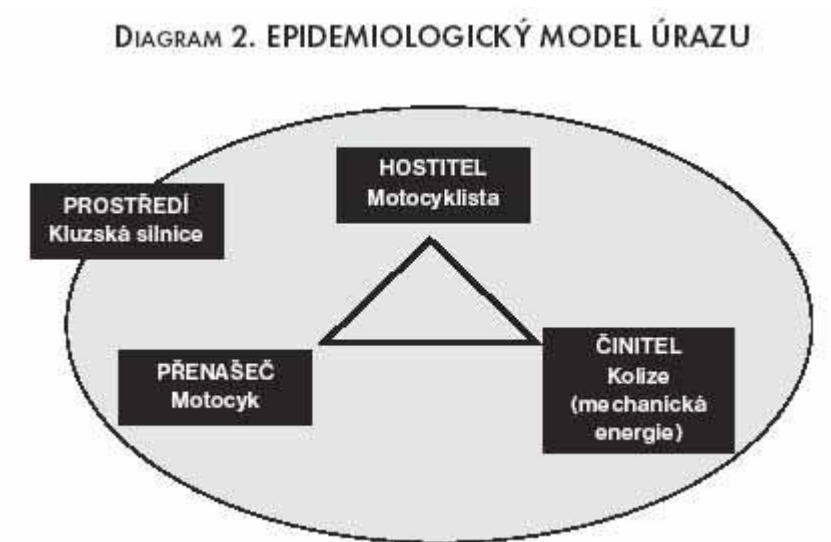 DIAGRAM 2. EPIDEMIOLOGICKÝ MODEL ÚRAZU
HOSTITEL
Motocyklista
PROSTŘEDÍ
Kluzská silnice
PŘENAŠEČ
Motocyk
ČINITEL
Kolize
(mechanická
energie)